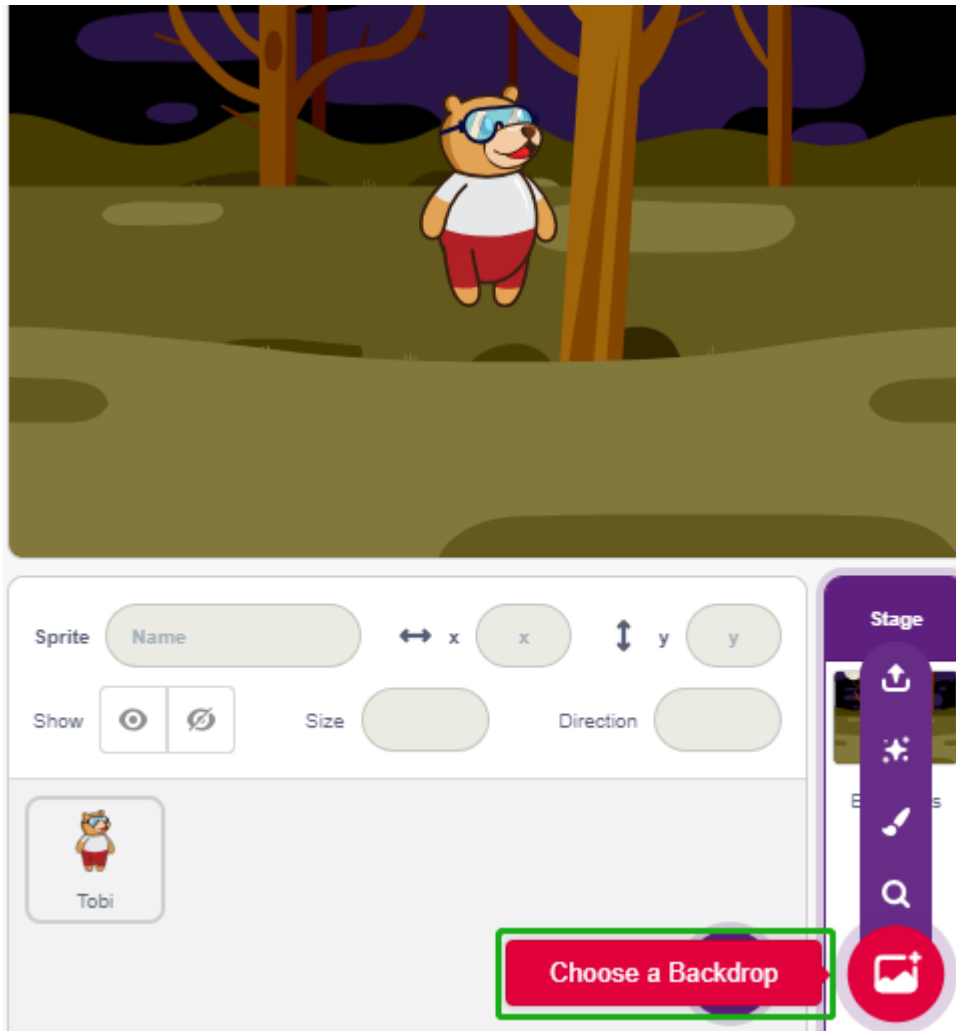 Sprite Name x x y y
Stage
Show Size Direction
Tobi
Choose a Backdrop